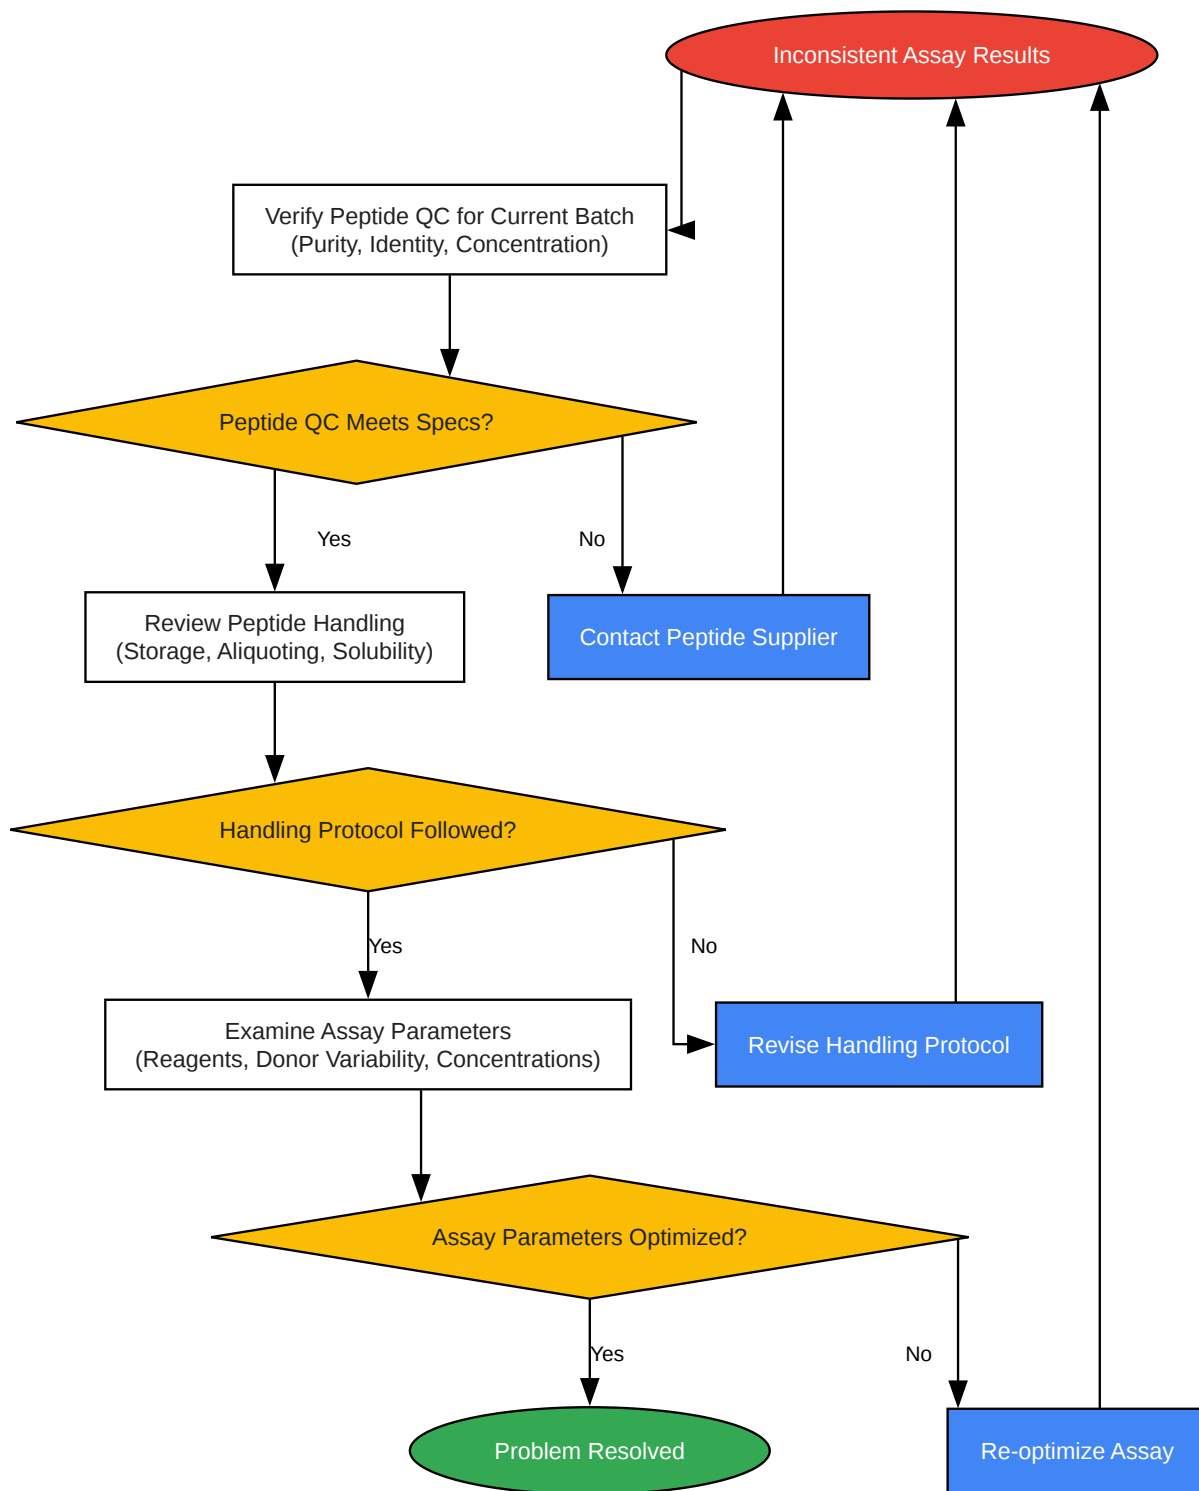 Inconsistent Assay Results
Verify Peptide QC for Current Batch
(Purity, Identity, Concentration)
Peptide QC Meets Specs?
Yes
No
Review Peptide Handling
(Storage, Aliquoting, Solubility)
Contact Peptide Supplier
Handling Protocol Followed?
Yes
No
Examine Assay Parameters
(Reagents, Donor Variability, Concentrations)
Revise Handling Protocol
Assay Parameters Optimized?
Yes
No
Problem Resolved
Re-optimize Assay